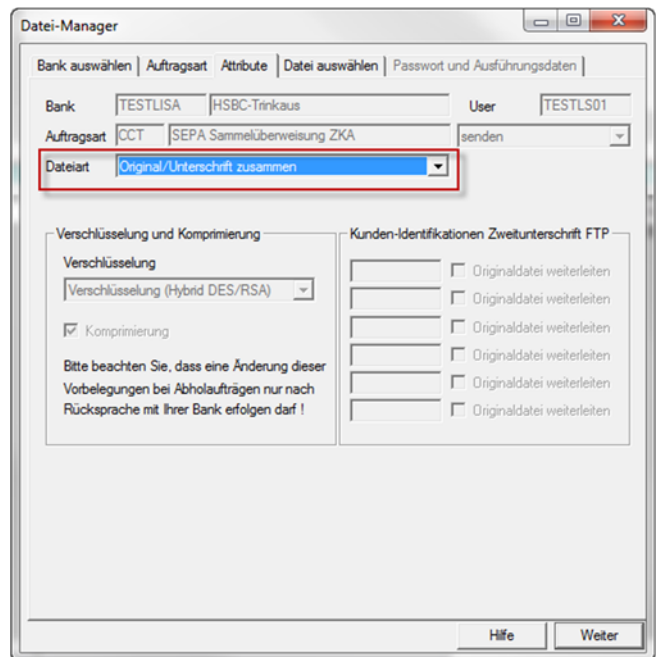 Datei-Manager
Bank auswählen Auftragsart Attribute Datei auswählen Passwort und Ausführungsdaten
Bank TESTLISA HSBC-Trinkaus User TESTLS01
Auftragsart CCT SEPA Sammelüberweisung ZKA senden
Dateiart Original/Unterschrift zusammen
Verschlüsselung und Komprimierung
Verschlüsselung
Verschlüsselung (Hybrid DES/RSA)
Komprimierung
Bitte beachten Sie, dass eine Änderung dieser
Vorbelegungen bei Abholaufträgen nur nach
Rücksprache mit Ihrer Bank erfolgen darf !
Kunden-Identifikationen Zweitunterschrift FTP
Originaldatei weiterleiten
Originaldatei weiterleiten
Originaldatei weiterleiten
Originaldatei weiterleiten
Originaldatei weiterleiten
Originaldatei weiterleiten
Hilfe Weiter